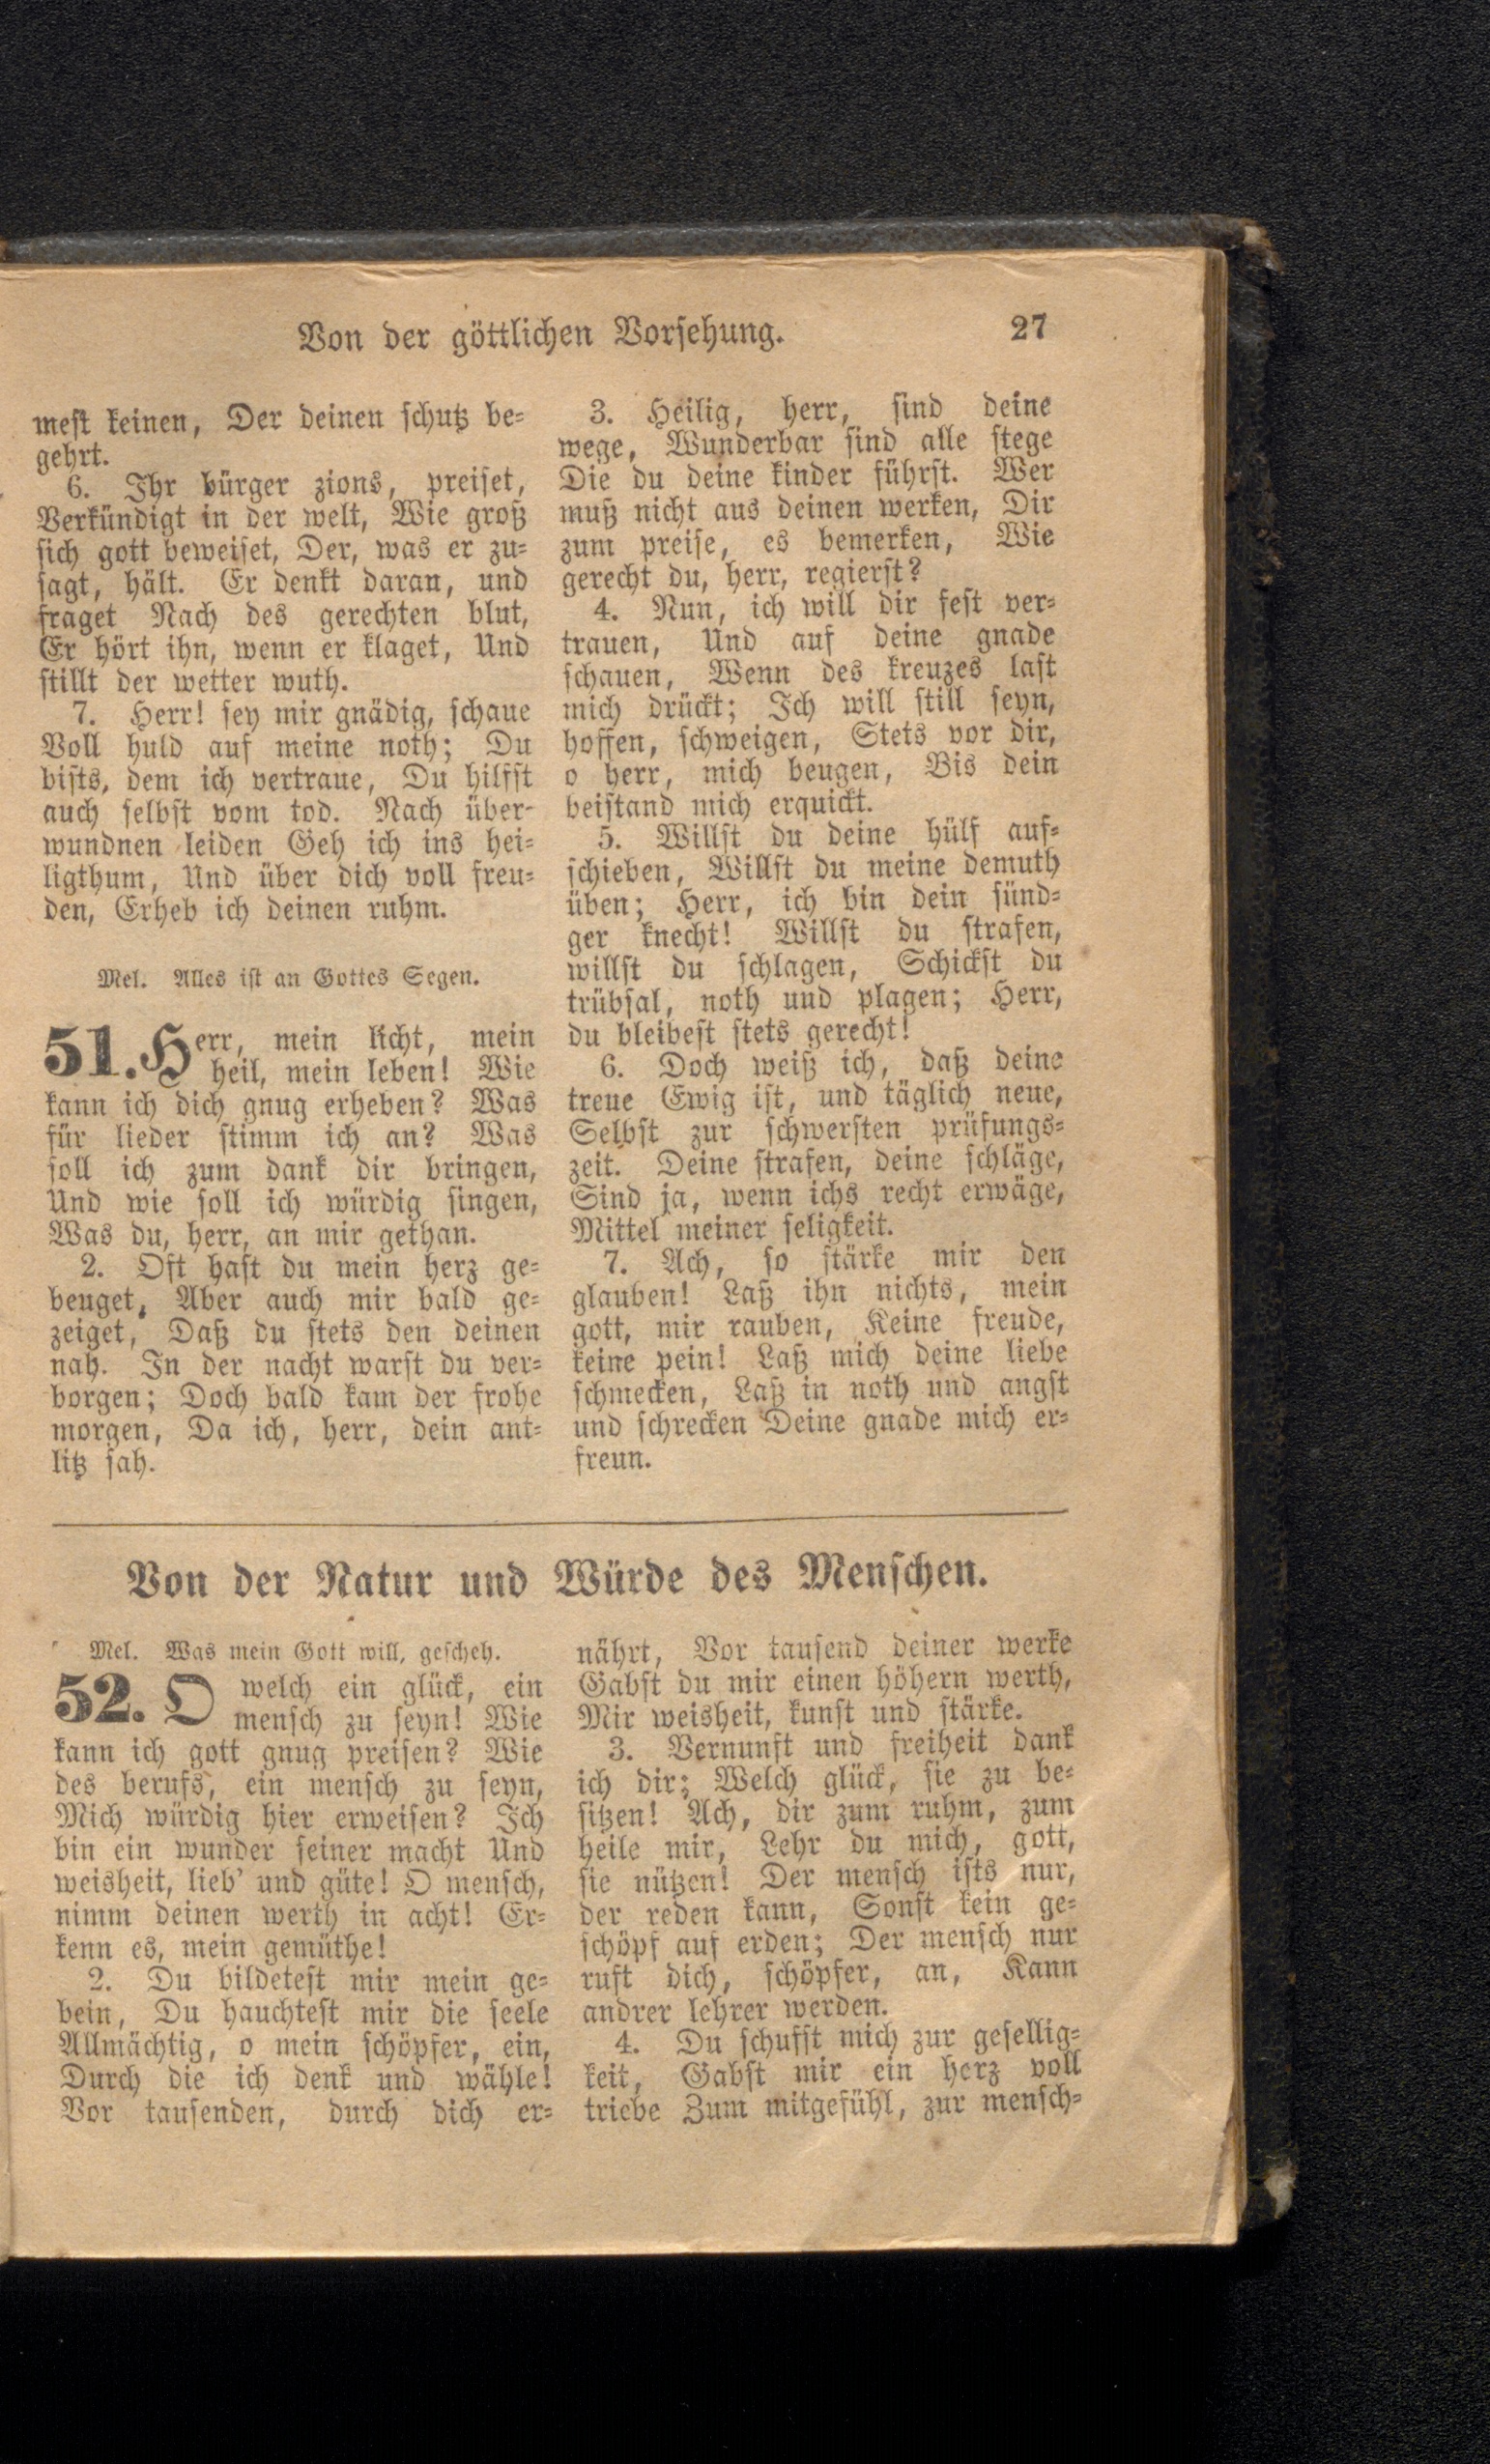 Von der göttlichen Vorsehung.
27
mest keinen, Der deinen schutz be-
gehrt.
6. Ihr bürger zions, preiset,
Verkündigt in der welt, Wie groß
sich gott beweiset, Der, was er zu-
sagt, hält. Er denkt daran, und
fraget Nach des gerechten blut,
Er hört ihn, wenn er klaget, Und
stillt der wetter wuth.
7. Herr! sey mir gnädig, schaue
Voll huld auf meine noth; Du
bists, dem ich vertraue, Du hilfst
auch selbst vom tod. Nach über-
wundnen leiden Geh ich ins hei-
ligthum, Und über dich voll freu-
den, Erheb ich deinen ruhm.
Mel. Alles ist an Gottes Segen.
51. Herr, mein licht, mein
heil, mein leben! Wie
kann ich dich gnug erheben? Was
für lieder stimm ich an? Was
soll ich zum dank dir bringen,
Und wie soll ich würdig singen,
Was du, herr, an mir gethan.
2. Oft hast du mein herz ge-
beuget, Aber auch mir bald ge-
zeiget, Daß du stets den deinen
nah. In der nacht warst du ver-
borgen; Doch bald kam der frohe
morgen, Da ich, herr, dein ant-
litz sah.
3. Heilig, herr, sind deine
wege, Wunderbar sind alle stege
Die du deine kinder führst. Wer
muß nicht aus deinen werken, Dir
zum preise, es bemerken, Wie
gerecht du, herr, regierst?
4. Nun, ich will dir fest ver-
trauen, Und auf deine gnade
schauen, Wenn des kreuzes last
mich drückt; Ich will still seyn,
hoffen, schweigen, Stets vor dir,
o herr, mich beugen, Bis dein
beistand mich erquickt.
5. Willst du deine hülf auf-
schieben, Willst du meine demuth
üben; Herr, ich bin dein sünd-
ger knecht! Willst du strafen,
willst du schlagen, Schickst du
trübsal, noth und plagen; Herr,
du bleibest stets gerecht!
6. Doch weiß ich, daß deine
treue Ewig ist, und täglich neue,
Selbst zur schwersten prüfungs-
zeit. Deine strafen, deine schläge,
Sind ja, wenn ichs recht erwäge,
Mittel meiner seligkeit.
7. Ach, so stärke mir den
glauben! Laß ihn nichts, mein
gott, mir rauben, Keine freude,
keine pein! Laß mich deine liebe
schmecken, Laß in noth und angst
und schrecken Deine gnade mich er-
freun.
Von der Natur und Würde des Menschen.
Mel. Was mein Gott will, gescheh.
52. O welch ein glück, ein
mensch zu seyn! Wie
kann ich gott gnug preisen? Wie
des berufs, ein mensch zu seyn,
Mich würdig hier erweisen? Ich
bin ein wunder seiner macht Und
weisheit, lieb' und güte! O mensch,
nimm deinen werth in acht! Er-
kenn es, mein gemüthe!
2. Du bildetest mir mein ge-
bein, Du hauchtest mir die seele
Allmächtig, o mein schöpfer, ein,
Durch die ich denk und wähle!
Vor tausenden, durch dich er-
nährt, Vor tausend deiner werke
Gabst du mir einen höhern werth,
Mir weisheit, kunst und stärke.
3. Vernunft und freiheit dank
ich dir; Welch glück, sie zu be-
sitzen! Ach, dir zum ruhm, zum
heile mir, Lehr du mich, gott,
sie nützen! Der mensch ists nur,
der reden kann, Sonst kein ge-
schöpf auf erden; Der mensch nur
ruft dich, schöpfer, an, Kann
andrer lehrer werden.
4. Du schufst mich zur gesellig-
keit, Gabst mir ein herz voll
triebe Zum mitgefühl, zur mensch-